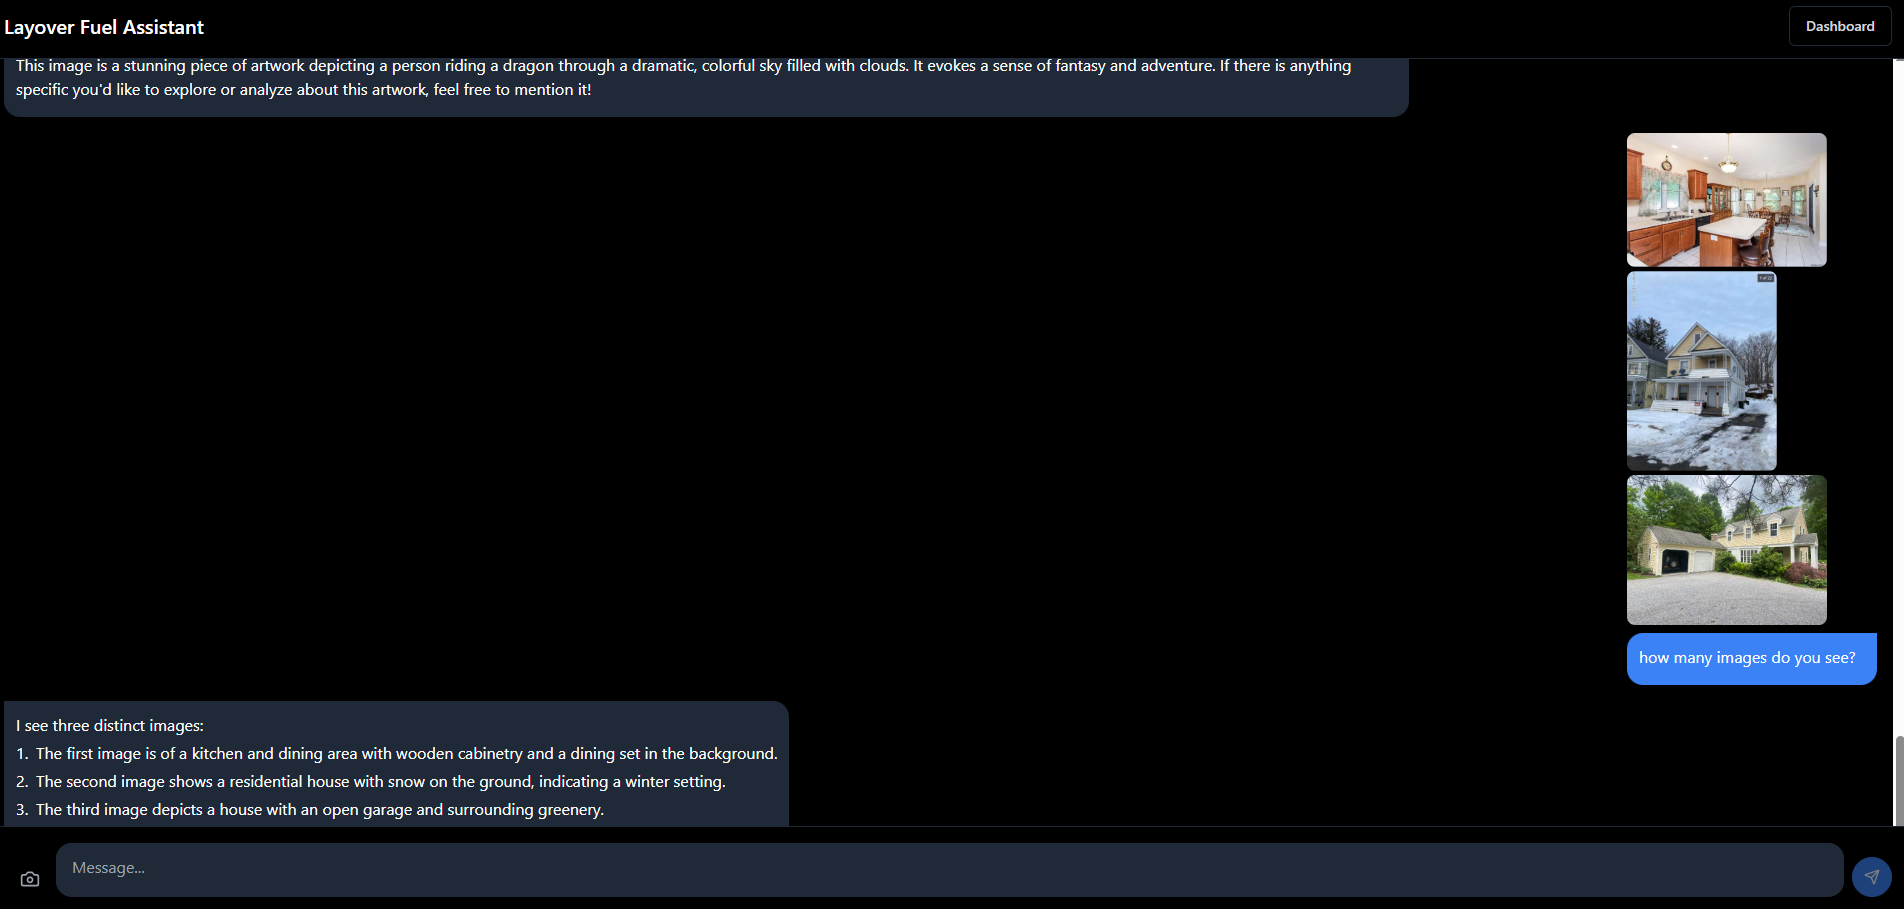 Layover Fuel Assistant
Dashboard
This image is a stunning piece of artwork depicting a person riding a dragon through a dramatic, colorful sky filled with clouds. It evokes a sense of fantasy and adventure. If there is anything
specific you'd like to explore or analyze about this artwork, feel free to mention it!
how many images do you see?
I see three distinct images:
1. The first image is of a kitchen and dining area with wooden cabinetry and a dining set in the background.
2. The second image shows a residential house with snow on the ground, indicating a winter setting.
3. The third image depicts a house with an open garage and surrounding greenery.
Message...